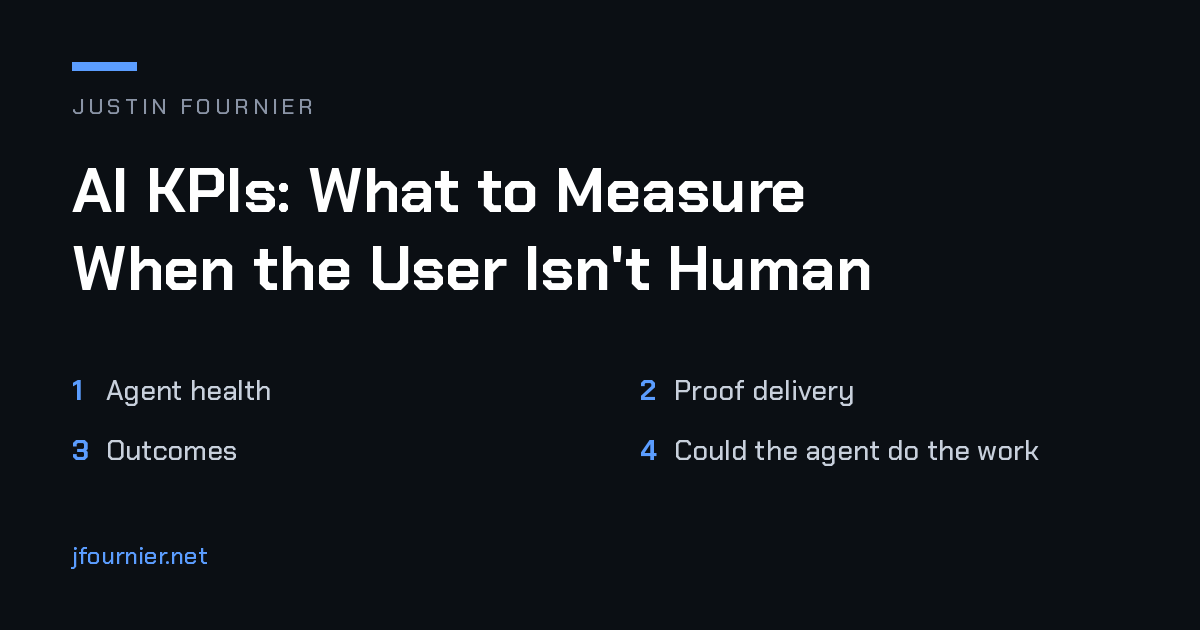 JUSTIN FOURNIER
AI KPIs: What to Measure
When the User Isn't Human
1 Agent health
2 Proof delivery
3 Outcomes
4 Could the agent do the work
jfournier.net